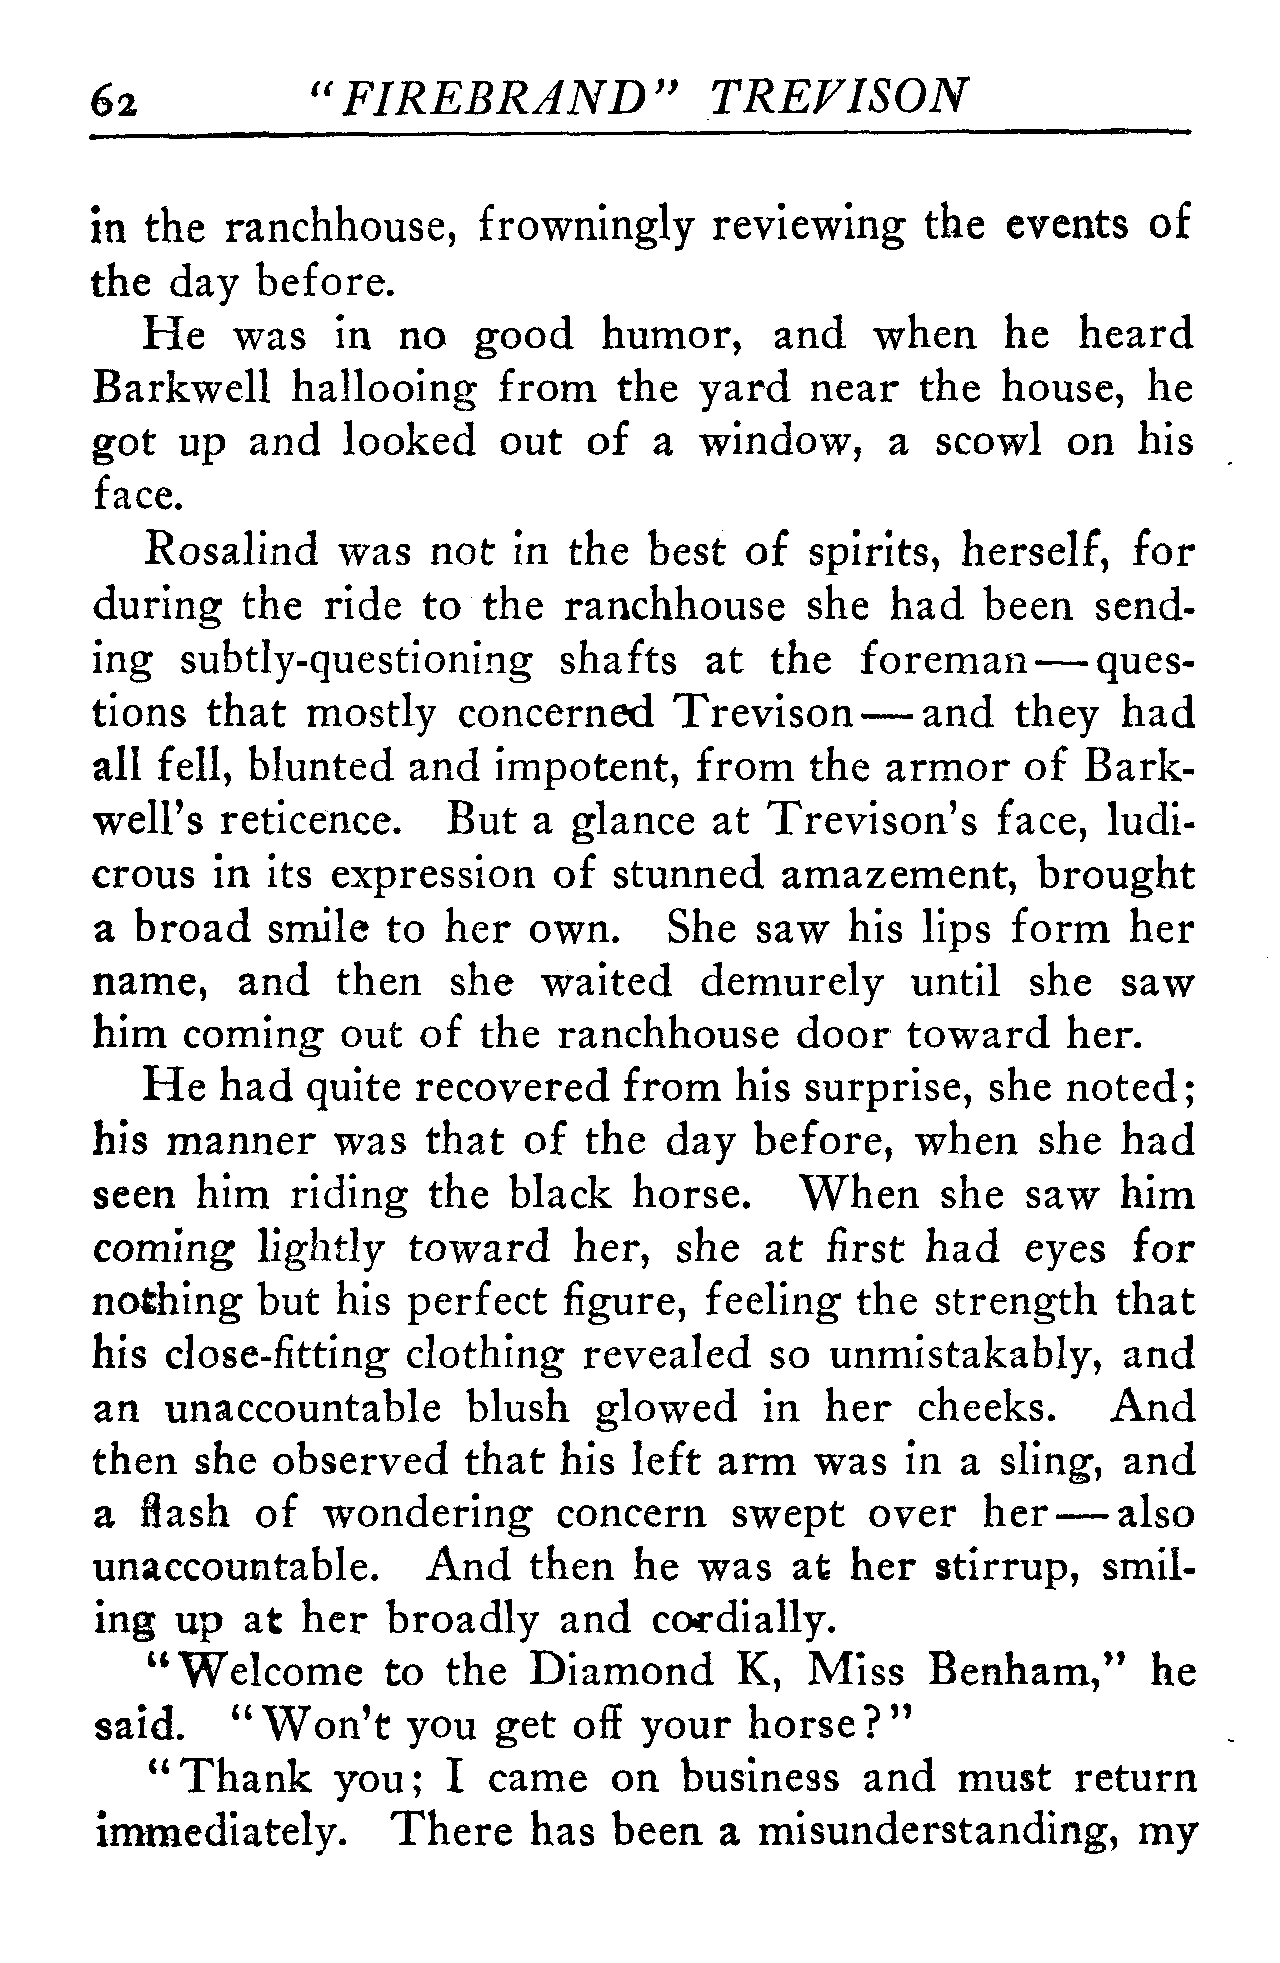 62 "FIREBRAND" TREVISON
in the ranchhouse, frowningly reviewing the events of
the day before.
He was in no good humor, and when he heard
Barkwell hallooing from the yard near the house, he
got up and looked out of a window, a scowl on his
face.
Rosalind was not in the best of spirits, herself, for
during the ride to the ranchhouse she had been send-
ing subtly-questioning shafts at the foreman—ques-
tions that mostly concerned Trevison—and they had
all fell, blunted and impotent, from the armor of Bark-
well's reticence. But a glance at Trevison's face, ludi-
crous in its expression of stunned amazement, brought
a broad smile to her own. She saw his lips form her
name, and then she waited demurely until she saw
him coming out of the ranchhouse door toward her.
He had quite recovered from his surprise, she noted;
his manner was that of the day before, when she had
seen him riding the black horse. When she saw him
coming lightly toward her, she at first had eyes for
nothing but his perfect figure, feeling the strength that
his close-fitting clothing revealed so unmistakably, and
an unaccountable blush glowed in her cheeks. And
then she observed that his left arm was in a sling, and
a flash of wondering concern swept over her—also
unaccountable. And then he was at her stirrup, smil-
ing up at her broadly and cordially.
"Welcome to the Diamond K, Miss Benham," he
said. "Won't you get off your horse?"
"Thank you; I came on business and must return
immediately. There has been a misunderstanding, my